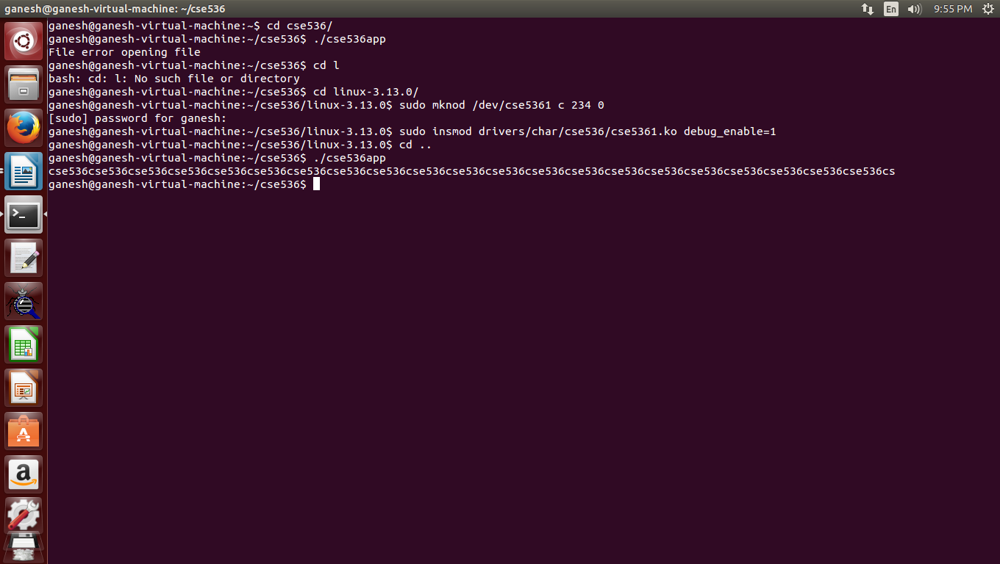 ganesh@ganesh-virtual-machine: ~/cse536
En
9:55 PM
ganesh@ganesh-virtual-machine:~$ cd cse536/
ganesh@ganesh-virtual-machine:~/cse536$ ./cse536app
File error opening file
ganesh@ganesh-virtual-machine:~/cse536$ cd l
bash: cd: l: No such file or directory
ganesh@ganesh-virtual-machine:~/cse536$ cd linux-3.13.0/
ganesh@ganesh-virtual-machine:~/cse536/linux-3.13.0$ sudo mknod /dev/cse5361 c 234 0
[sudo] password for ganesh:
ganesh@ganesh-virtual-machine:~/cse536/linux-3.13.0$ sudo insmod drivers/char/cse536/cse5361.ko debug_enable=1
ganesh@ganesh-virtual-machine:~/cse536/linux-3.13.0$ cd ..
ganesh@ganesh-virtual-machine:~/cse536$ ./cse536app
cse536cse536cse536cse536cse536cse536cse536cse536cse536cse536cse536cse536cse536cse536cse536cse536cse536cse536cse536cse536cse536cs
ganesh@ganesh-virtual-machine:~/cse536$